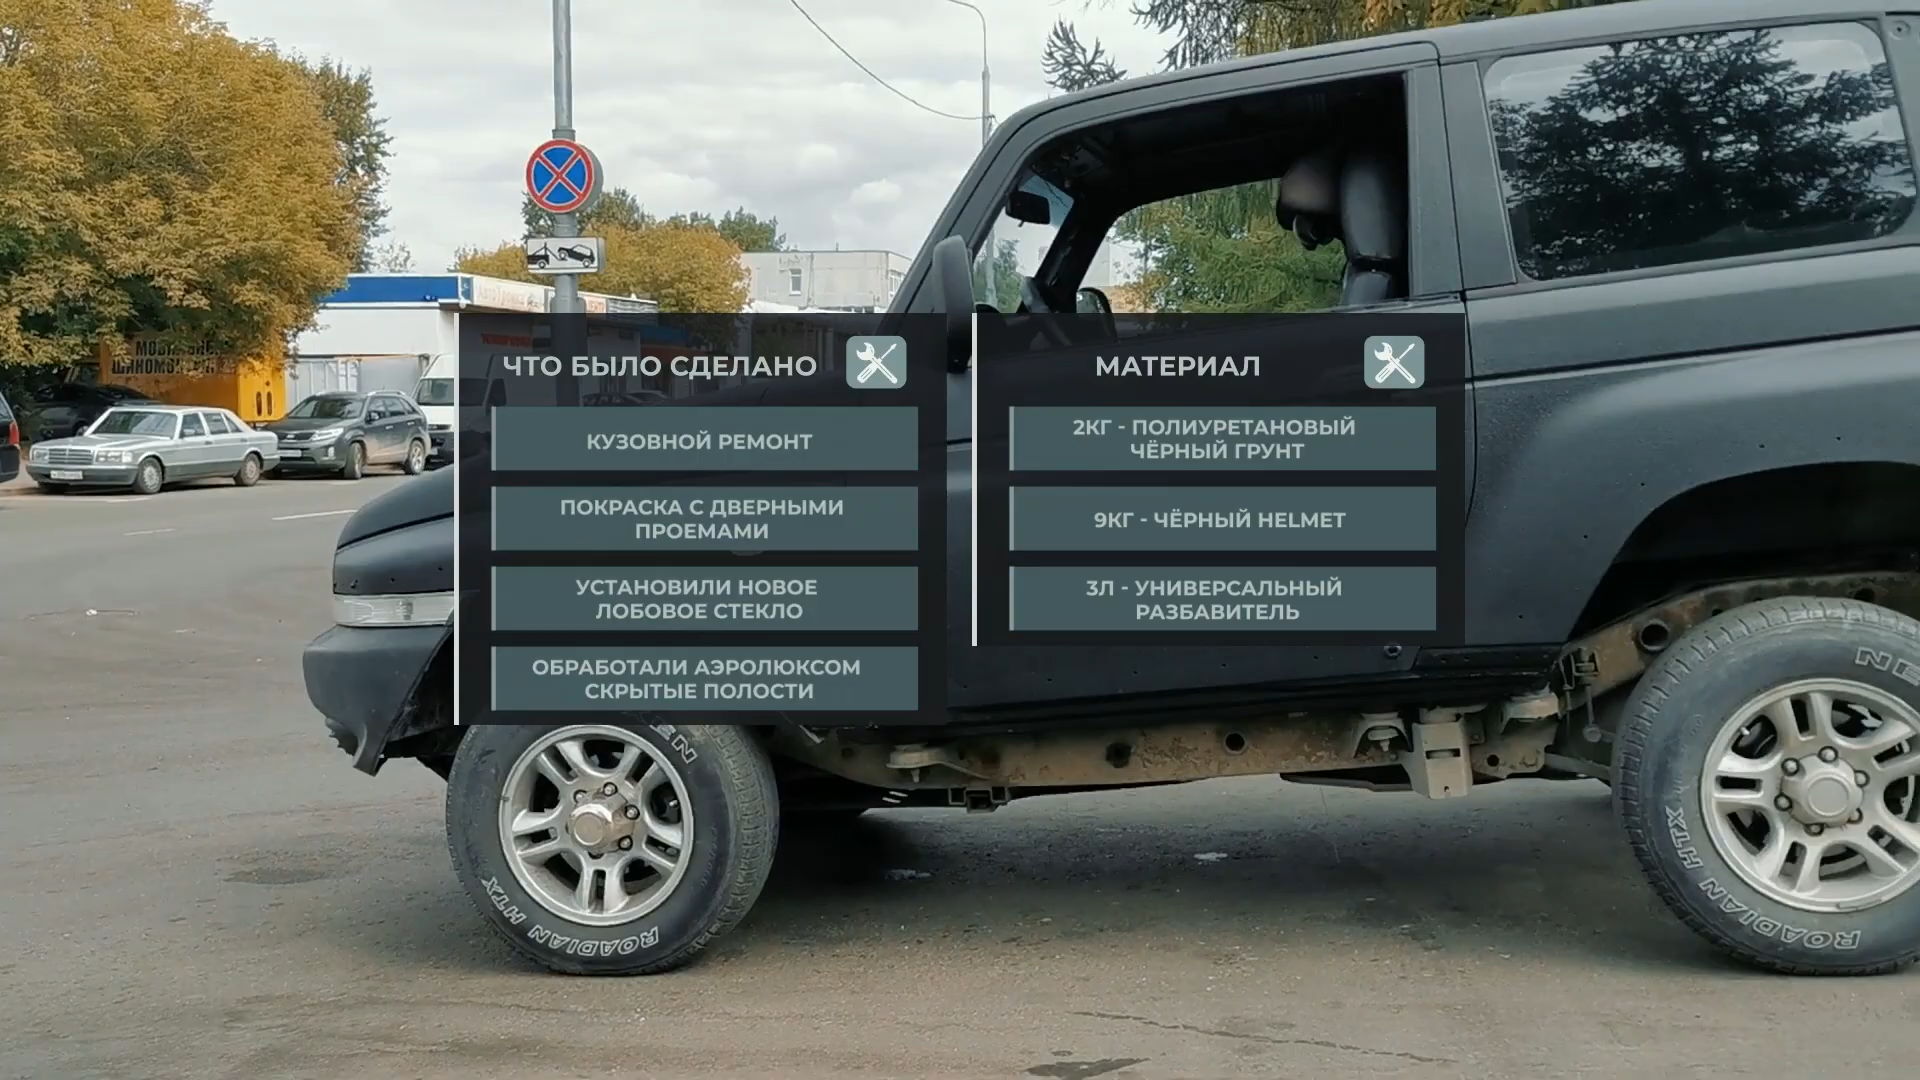 ЧТО БЫЛО СДЕЛАНО
КУЗОВНОЙ РЕМОНТ
ПОКРАСКА С ДВЕРНЫМИ
ПРОЕМАМИ
УСТАНОВИЛИ НОВОЕ
ЛОБОВОЕ СТЕКЛО
ОБРАБОТАЛИ АЭРОЛЮКСОМ
СКРЫТЫЕ ПОЛОСТИ
МАТЕРИАЛ
2КГ - ПОЛИУРЕТАНОВЫЙ
ЧЁРНЫЙ ГРУНТ
9КГ - ЧЁРНЫЙ HELMET
3Л - УНИВЕРСАЛЬНЫЙ
РАЗБАВИТЕЛЬ
ROADIAN HTX
ROADIAN HTX